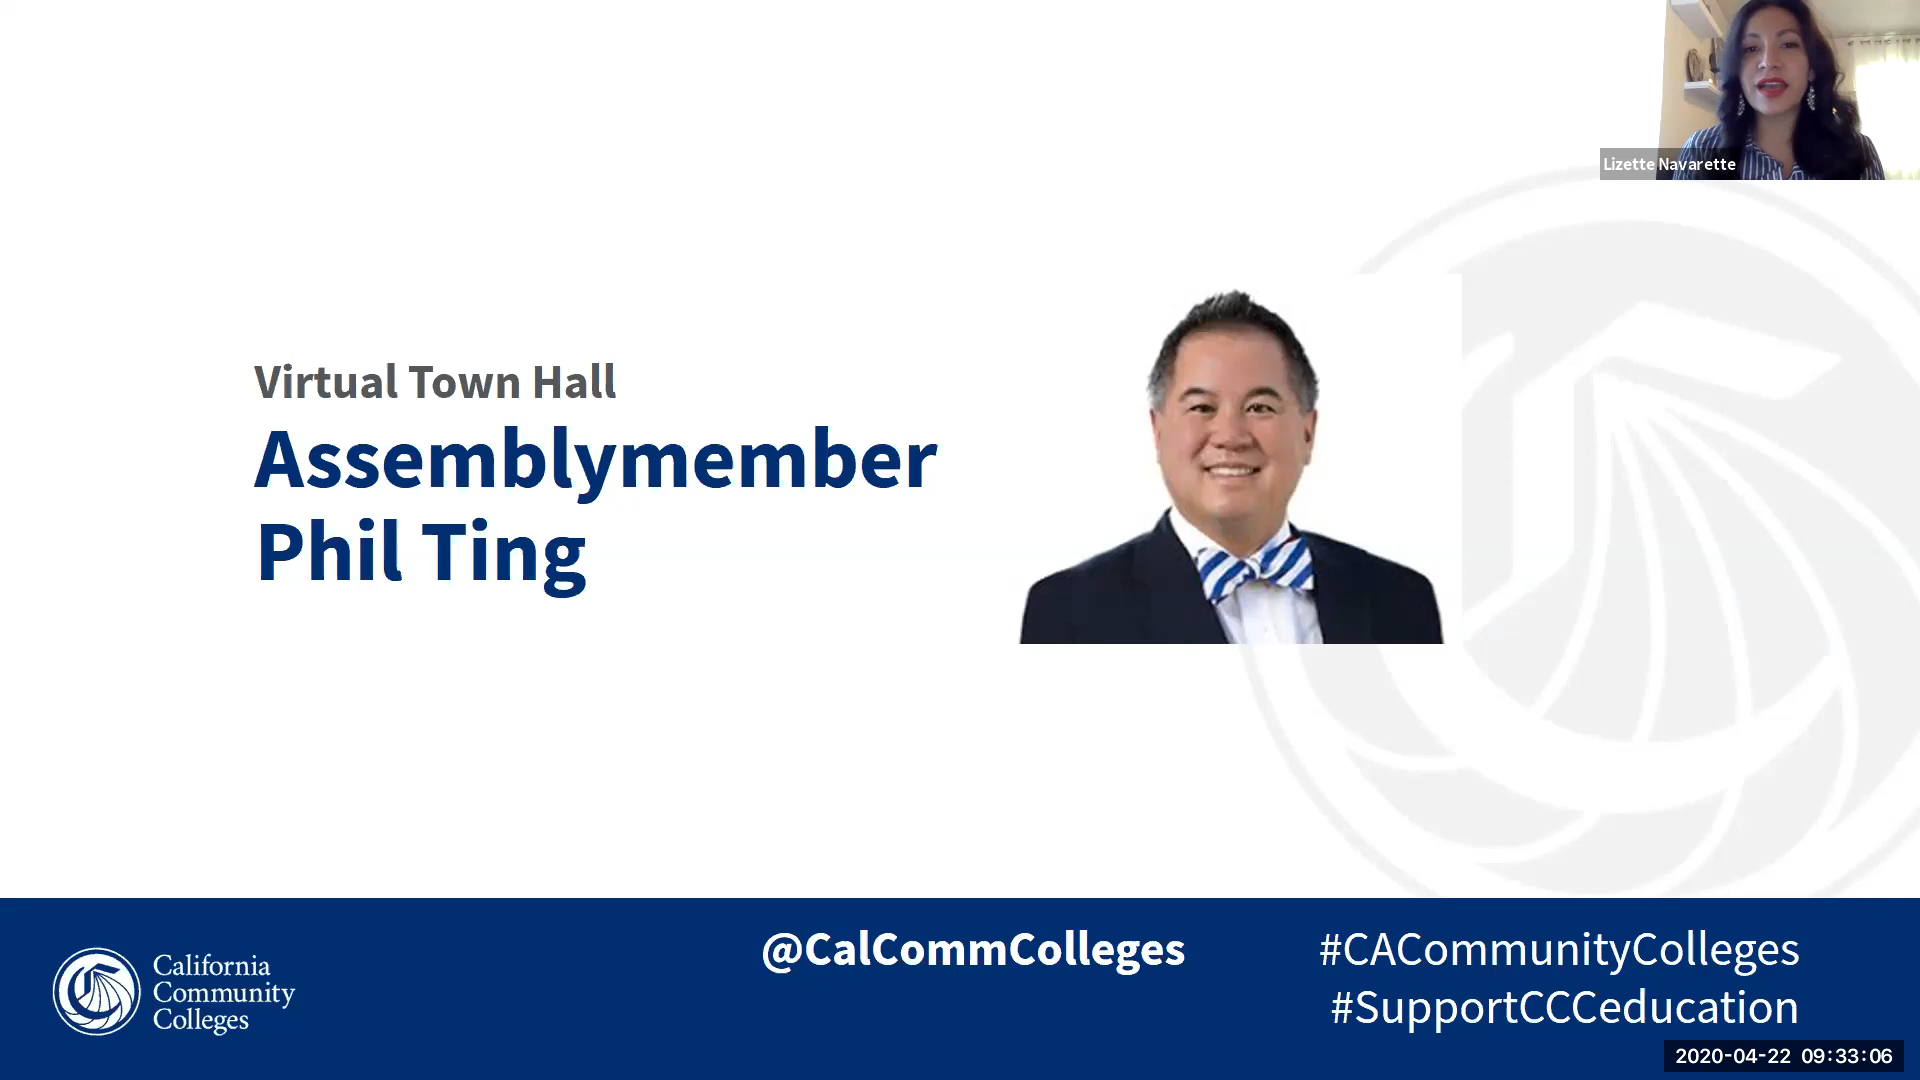 Lizette Navarette
Virtual Town Hall
Assemblymember
Phil Ting
@CalCommColleges
#CACommunityColleges
#SupportCCCeducation
California
Community
Colleges
2020-04-22 09:33:06